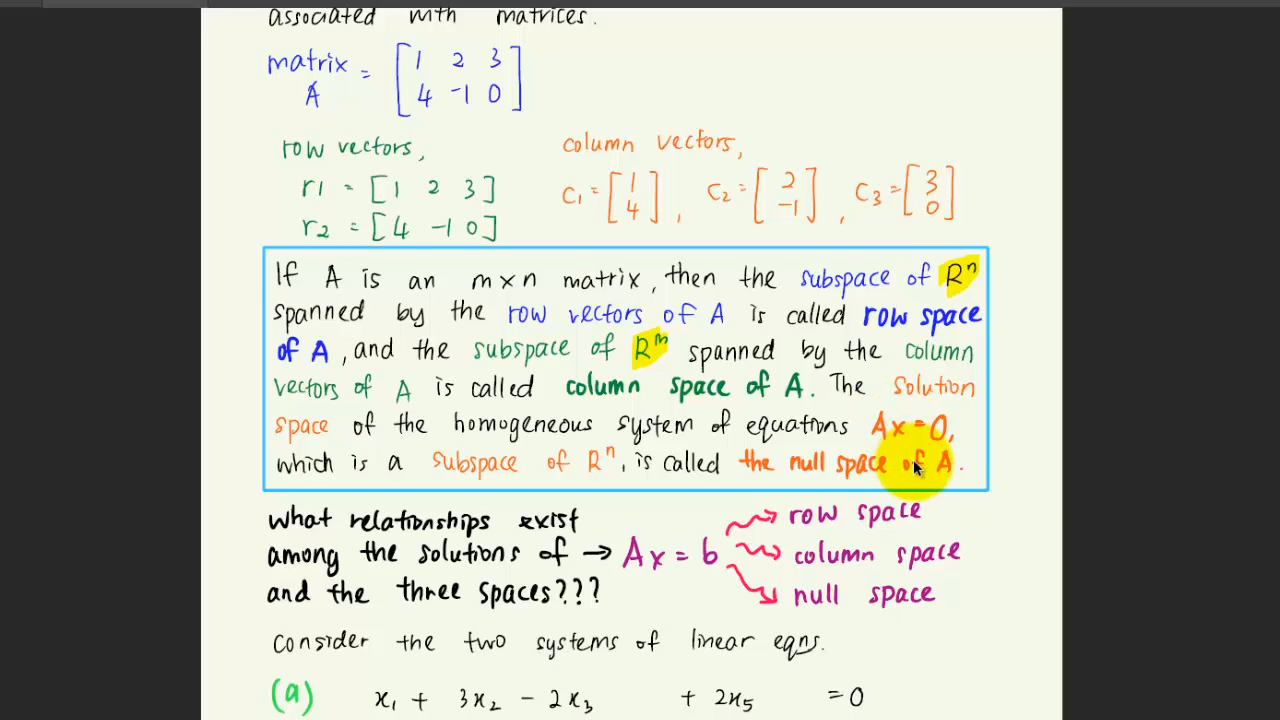 associated with matrices.
matrix A = [1 2 3
4 -1 0]
row vectors,
r1 = [1 2 3]
r2 = [4 -1 0]
column vectors,
C1 = [1 4], C2 = [2 -1], C3 = [3 0]
If A is an m×n matrix, then the subspace of Rⁿ
spanned by the row vectors of A is called row space
of A, and the subspace of Rᵐ spanned by the column
vectors of A is called column space of A. The solution
space of the homogeneous system of equations Ax=0,
which is a subspace of Rⁿ, is called the null space of A.
What relationships exist
among the solutions of → Ax = b
and the three spaces???
row space
column space
null space
Consider the two systems of linear eqns.
(a) x₁ + 3x₂ - 2x₃ + 2x₅ = 0